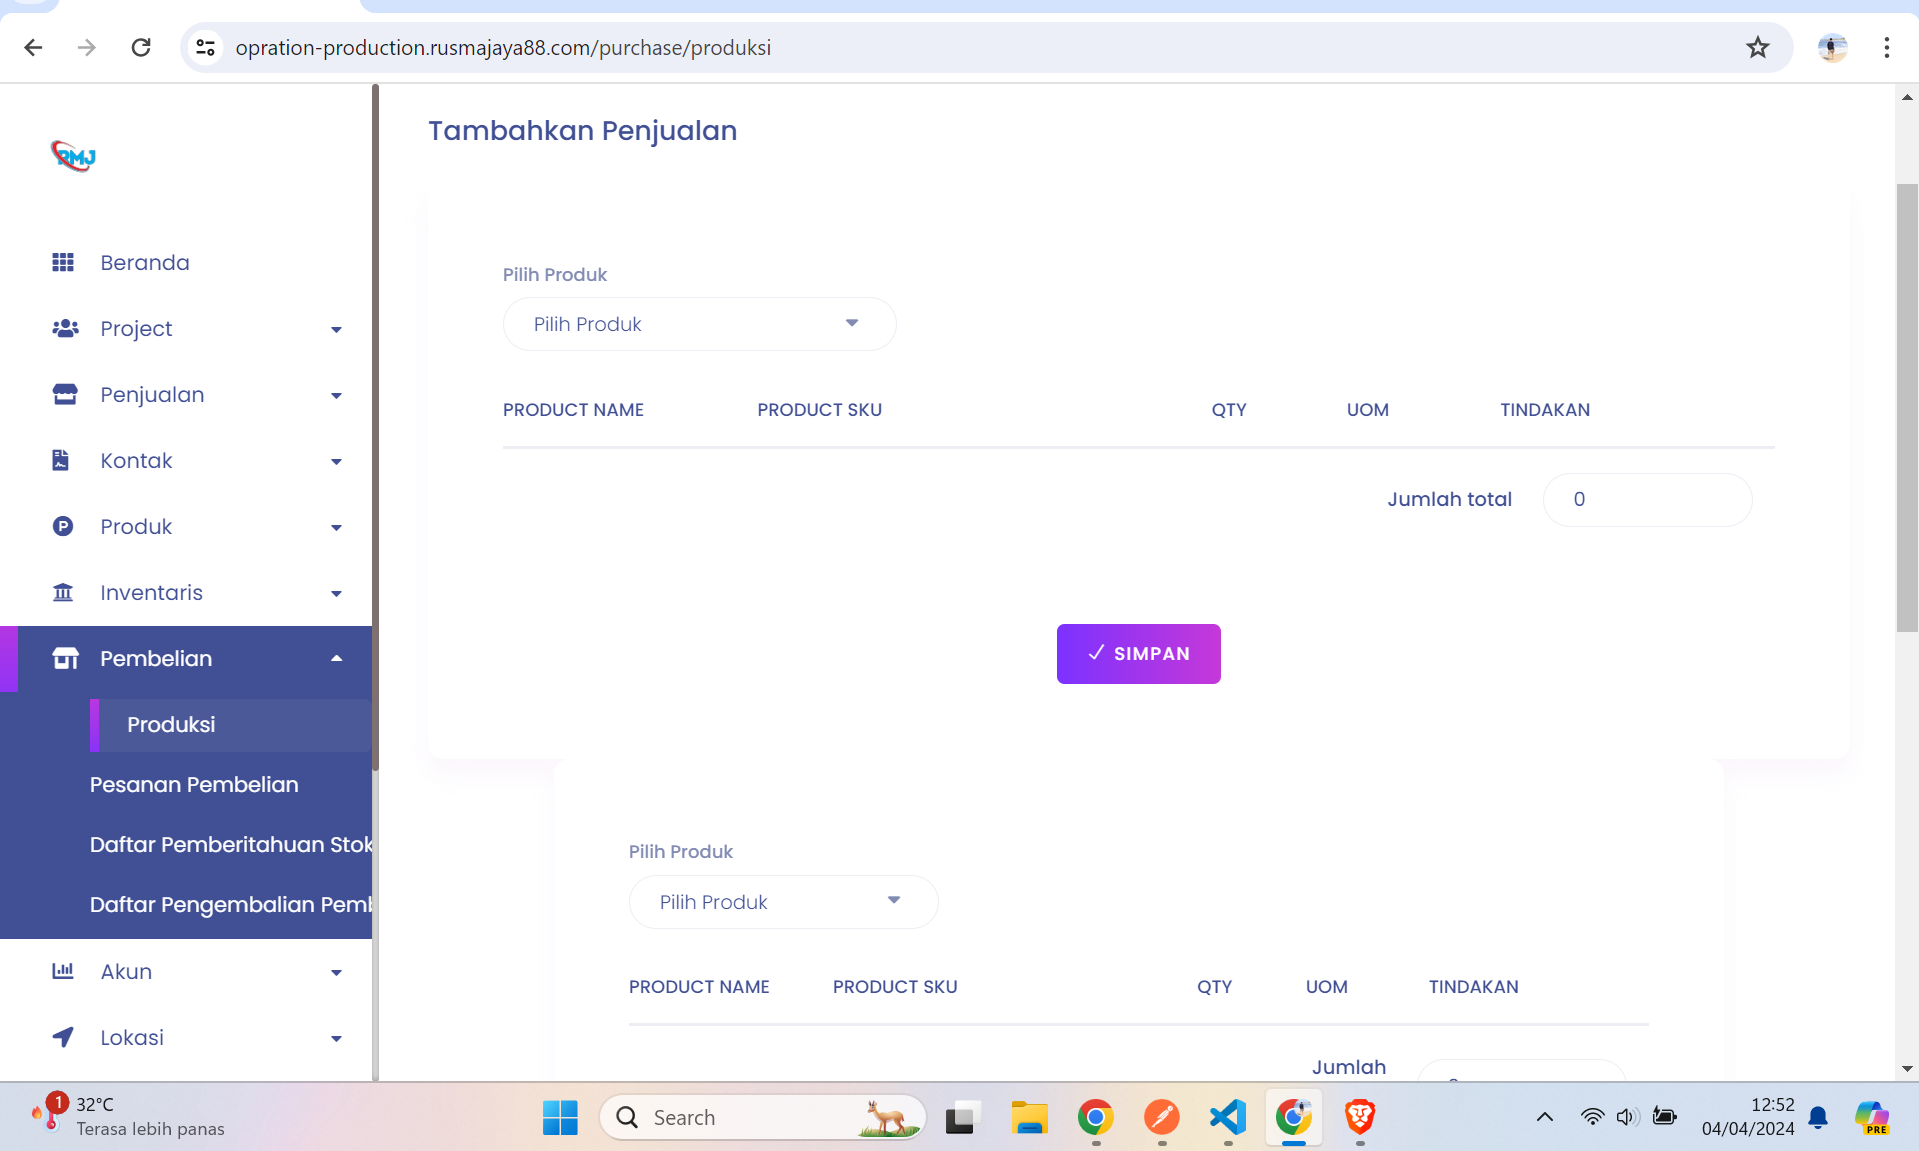 opration-production.rusmajaya88.com/purchase/produksi
RMJ
Beranda
Project
Penjualan
Kontak
Produk
Inventaris
Pembelian
Produksi
Pesanan Pembelian
Daftar Pemberitahuan Stok
Daftar Pengembalian Pemb
Akun
Lokasi
Tambahkan Penjualan
Pilih Produk
Pilih Produk
PRODUCT NAME PRODUCT SKU QTY UOM TINDAKAN
Jumlah total 0
SIMPAN
Pilih Produk
Pilih Produk
PRODUCT NAME PRODUCT SKU QTY UOM TINDAKAN
Jumlah
1
32°C
Terasa lebih panas
Search
12:52
04/04/2024
PRE